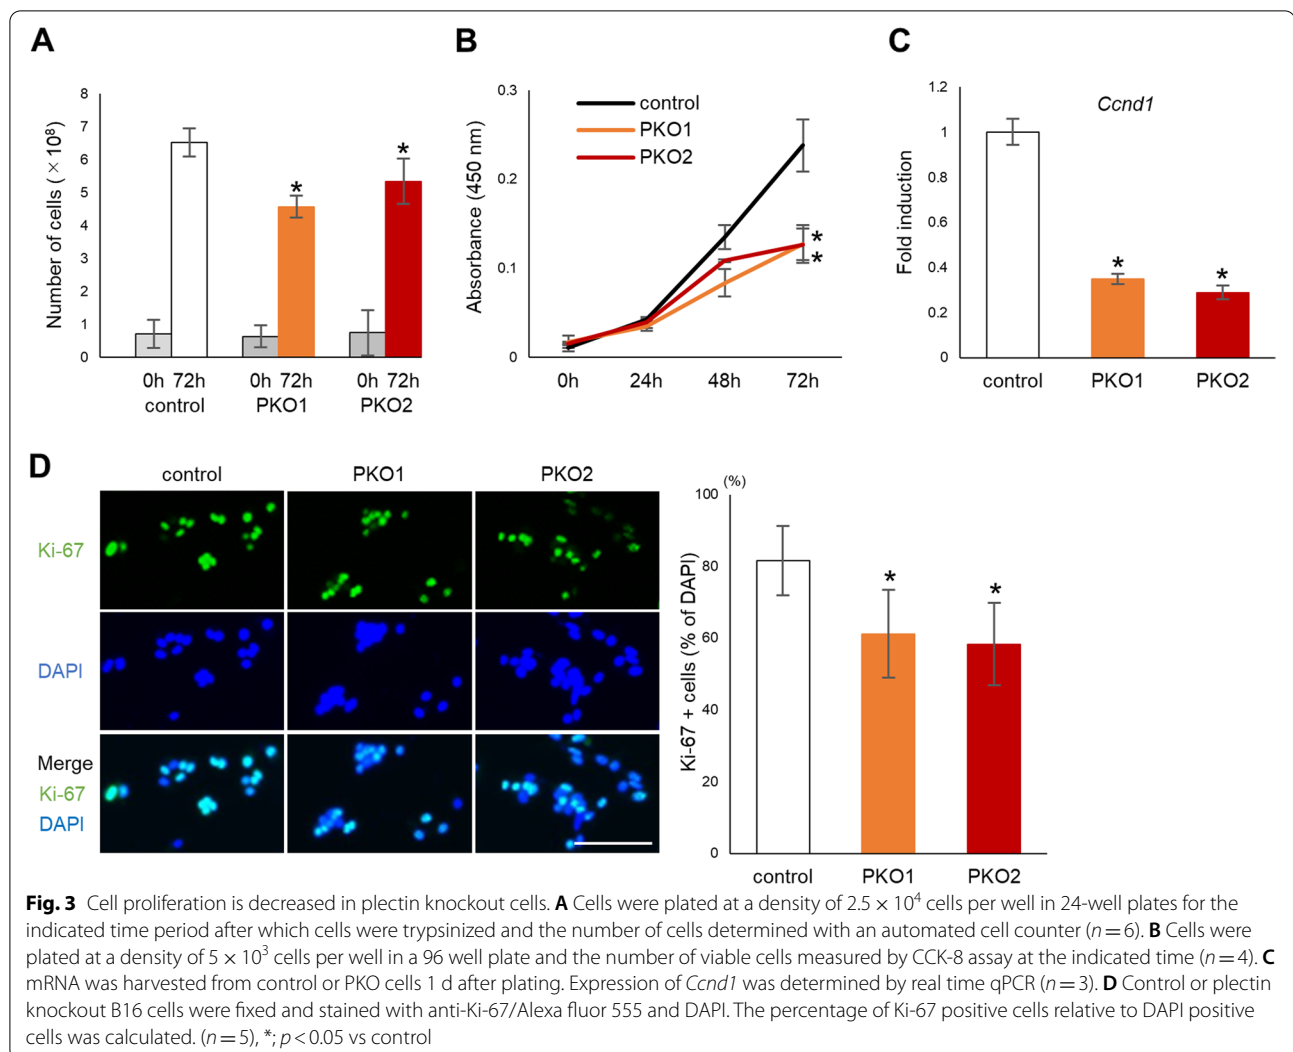 A
Number of cells (×10⁸)
8
7
6
5
4
3
2
1
0
*
*
0h 72h 0h 72h 0h 72h
control PKO1 PKO2
B
Absorbance (450 nm)
0.3
0.2
0.1
0
control
PKO1
PKO2
*
*
0h 24h 48h 72h
C
Ccnd1
Fold induction
1.2
1
0.8
0.6
0.4
0.2
0
*
*
control PKO1 PKO2
D
control PKO1 PKO2
Ki-67
DAPI
Merge
Ki-67
DAPI
(%)
Ki-67 + cells (% of DAPI)
100
80
60
40
20
0
*
*
control PKO1 PKO2
Fig. 3 Cell proliferation is decreased in plectin knockout cells. A Cells were plated at a density of 2.5 × 10⁴ cells per well in 24-well plates for the
indicated time period after which cells were trypsinized and the number of cells determined with an automated cell counter (n = 6). B Cells were
plated at a density of 5 × 10³ cells per well in a 96 well plate and the number of viable cells measured by CCK-8 assay at the indicated time (n = 4). C
mRNA was harvested from control or PKO cells 1 d after plating. Expression of Ccnd1 was determined by real time qPCR (n = 3). D Control or plectin
knockout B16 cells were fixed and stained with anti-Ki-67/Alexa fluor 555 and DAPI. The percentage of Ki-67 positive cells relative to DAPI positive
cells was calculated. (n = 5), *; p < 0.05 vs control